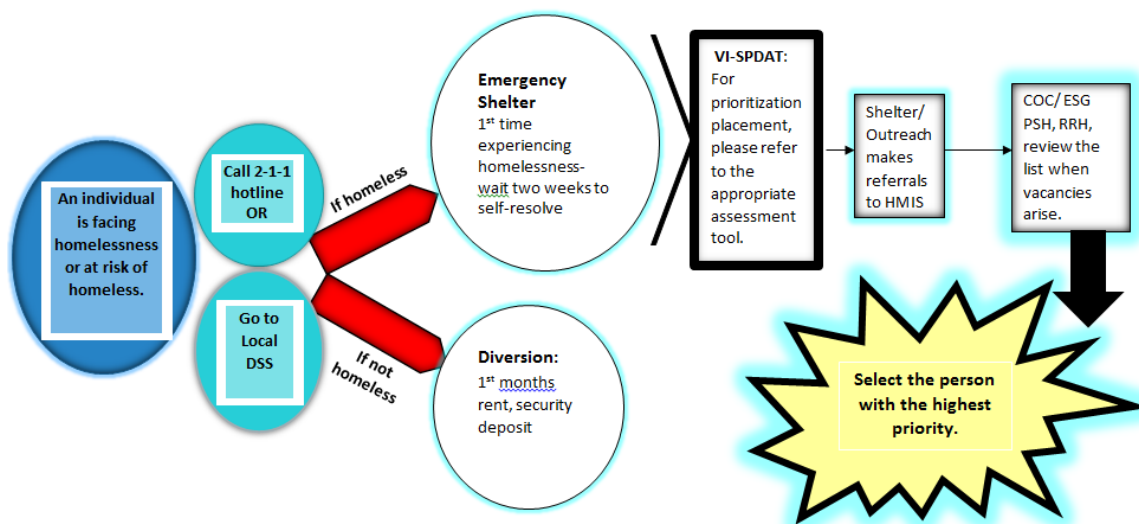 An individual
is facing
homelessness
or at risk of
homeless.
Call 2-1-1
hotline
OR
Go to
Local
DSS
If homeless
If not
homeless
Emergency
Shelter
1st time
experiencing
homelessness-
wait two weeks to
self-resolve
Diversion:
1st months
rent, security
deposit
VI-SPDAT:
For
prioritization
placement,
please refer
to the
appropriate
assessment
tool.
Shelter/
Outreach
makes
referrals
to HMIS
COC/ ESG
PSH, RRH,
review the
list when
vacancies
arise.
Select the person
with the highest
priority.